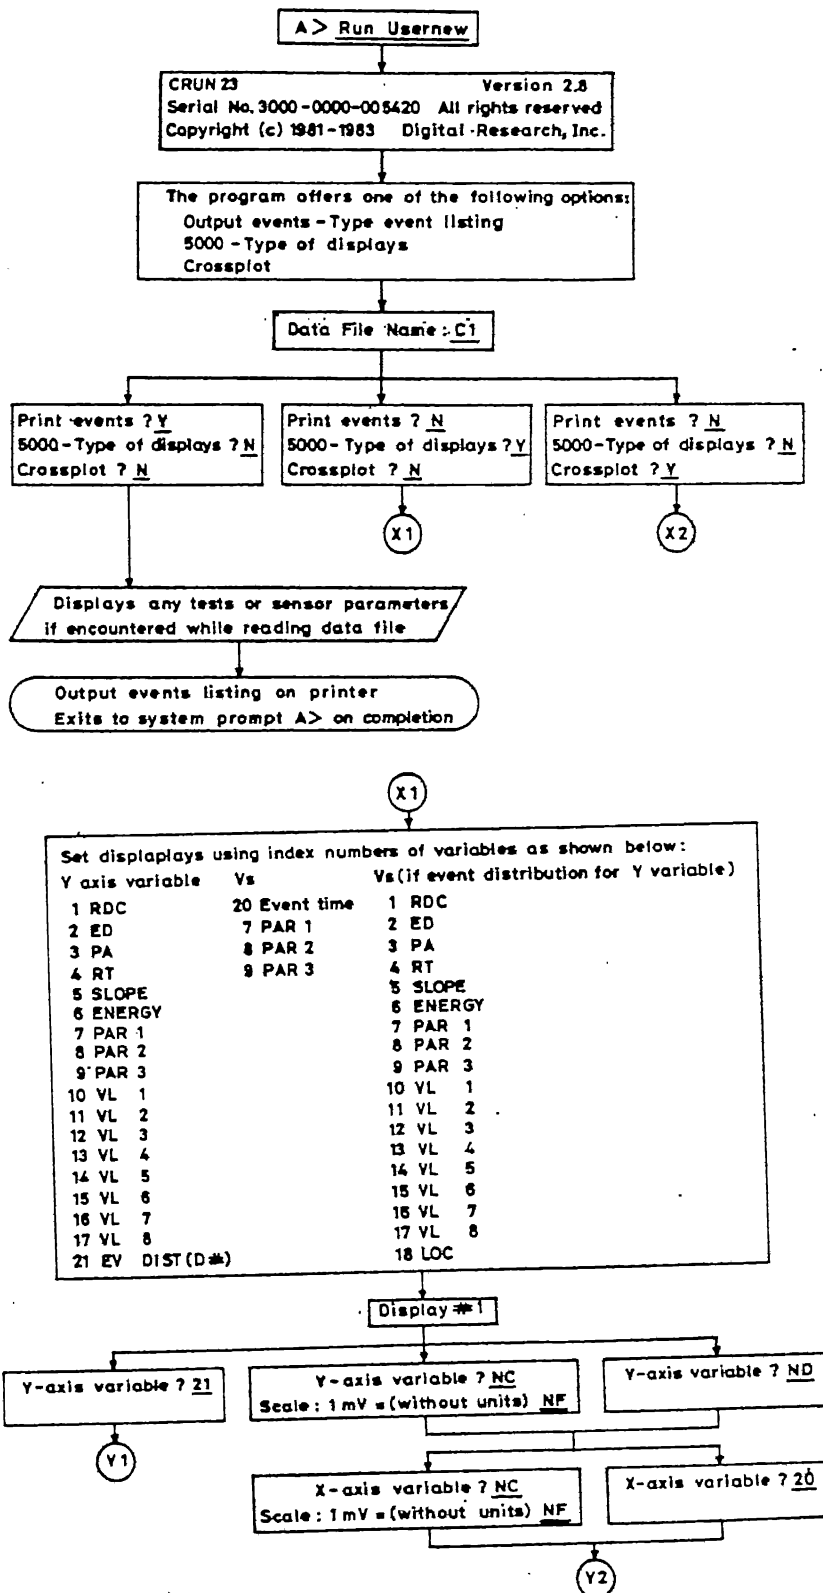 A> Run Usernew
CRUN 23 Version 2.8
Serial No. 3000-0000-005420 All rights reserved
Copyright (c) 1981-1983 Digital Research, Inc.
The program offers one of the following options:
Output events - Type event listing
5000 - Type of displays
Crossplot
Data File Name: C1
Print events ? Y
5000-Type of displays ? N
Crossplot ? N
Print events ? N
5000-Type of displays ? Y
Crossplot ? N
Print events ? N
5000-Type of displays ? N
Crossplot ? Y
X1
X2
Displays any tests or sensor parameters
if encountered while reading data file
Output events listing on printer
Exits to system prompt A> on completion
X1
Set displaplays using index numbers of variables as shown below:
Y axis variable Vs Vs (if event distribution for Y variable)
1 RDC 20 Event time 1 RDC
2 ED 7 PAR 1 2 ED
3 PA 8 PAR 2 3 PA
4 RT 9 PAR 3 4 RT
5 SLOPE 5 SLOPE
6 ENERGY 6 ENERGY
7 PAR 1 7 PAR 1
8 PAR 2 8 PAR 2
9 PAR 3 9 PAR 3
10 VL 1 10 VL 1
11 VL 2 11 VL 2
12 VL 3 12 VL 3
13 VL 4 13 VL 4
14 VL 5 14 VL 5
15 VL 6 15 VL 6
16 VL 7 16 VL 7
17 VL 8 17 VL 8
21 EV DIST (D#) 18 LOC
Display #1
Y-axis variable ? 21
Y-axis variable ? NC
Scale : 1 mV = (without units) NF
Y-axis variable ? ND
Y1
X-axis variable ? NC
Scale : 1 mV = (without units) NF
X-axis variable ? 20
Y2